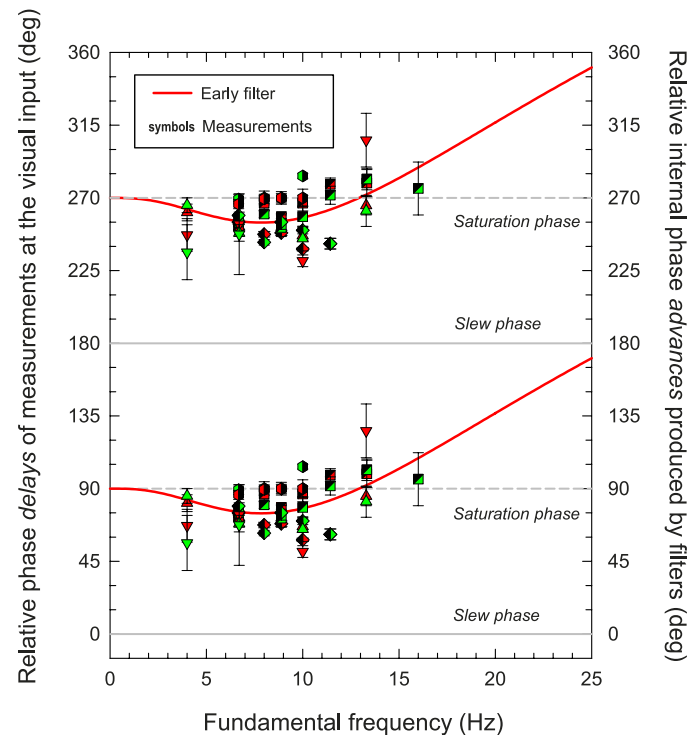 Relative phase delays of measurements at the visual input (deg)
360
315
270
225
180
135
90
45
0
Early filter
symbols Measurements
Saturation phase
Slew phase
Saturation phase
Slew phase
360
315
270
225
180
135
90
45
0
Relative internal phase advances produced by filters (deg)
0 5 10 15 20 25
Fundamental frequency (Hz)